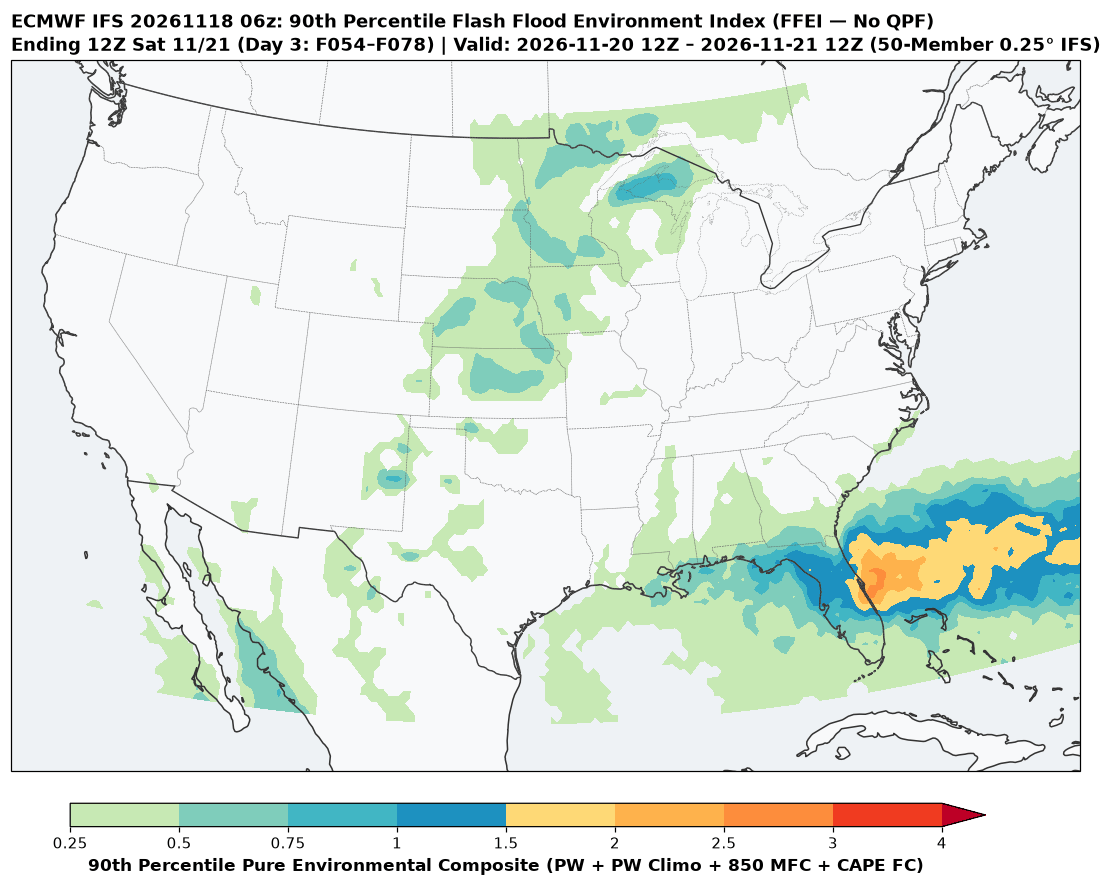 ECMWF IFS 20261118 06z: 90th Percentile Flash Flood Environment Index (FFEI — No QPF)
Ending 12Z Sat 11/21 (Day 3: F054–F078) | Valid: 2026-11-20 12Z – 2026-11-21 12Z (50-Member 0.25° IFS)
0.25 0.5 0.75 1 1.5 2 2.5 3 4
90th Percentile Pure Environmental Composite (PW + PW Climo + 850 MFC + CAPE FC)